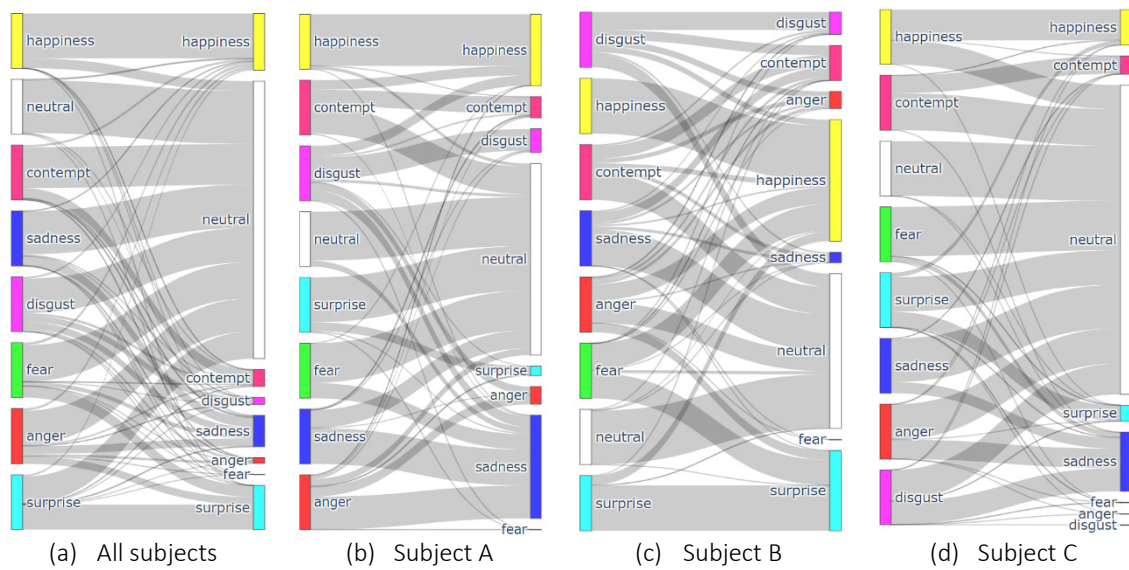 happiness
neutral
contempt
sadness
disgust
fear
anger
surprise
happiness
neutral
contempt
disgust
sadness
anger
fear
surprise
(a) All subjects
happiness
contempt
disgust
neutral
surprise
fear
sadness
anger
happiness
contempt
disgust
neutral
surprise
anger
sadness
fear
(b) Subject A
disgust
happiness
contempt
sadness
anger
fear
neutral
surprise
disgust
contempt
anger
happiness
sadness
neutral
fear
surprise
(c) Subject B
happiness
contempt
neutral
fear
surprise
sadness
anger
disgust
happiness
contempt
neutral
surprise
sadness
fear
anger
disgust
(d) Subject C